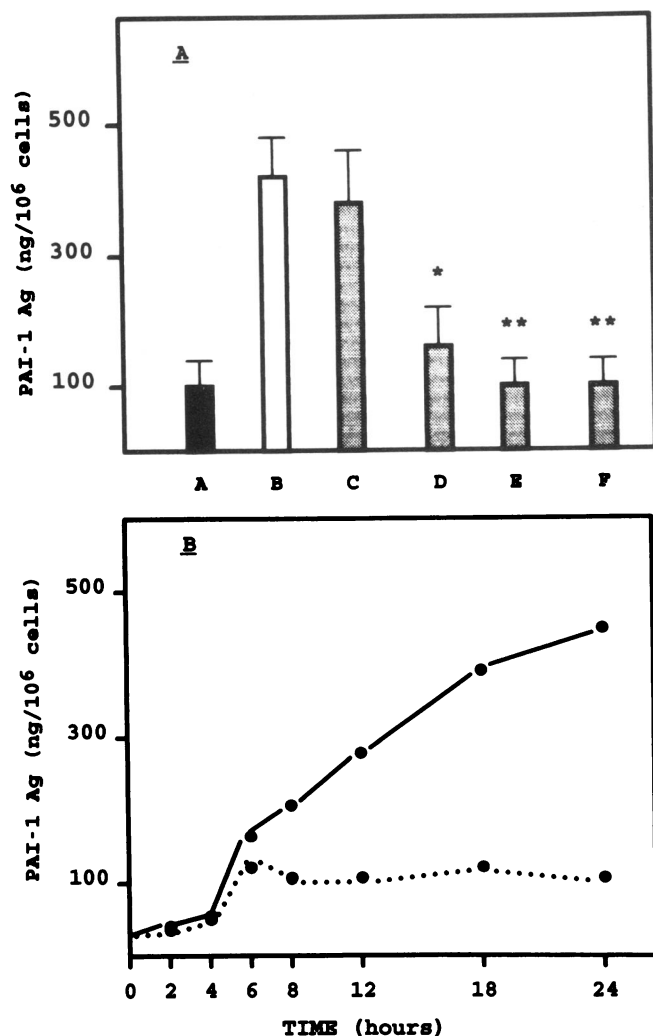 A
PAI-1 Ag (ng/10⁶ cells)
500
300
100
*
**
**
A B C D E F
B
PAI-1 Ag (ng/10⁶ cells)
500
300
100
0 2 4 6 8 12 18 24
TIME (hours)